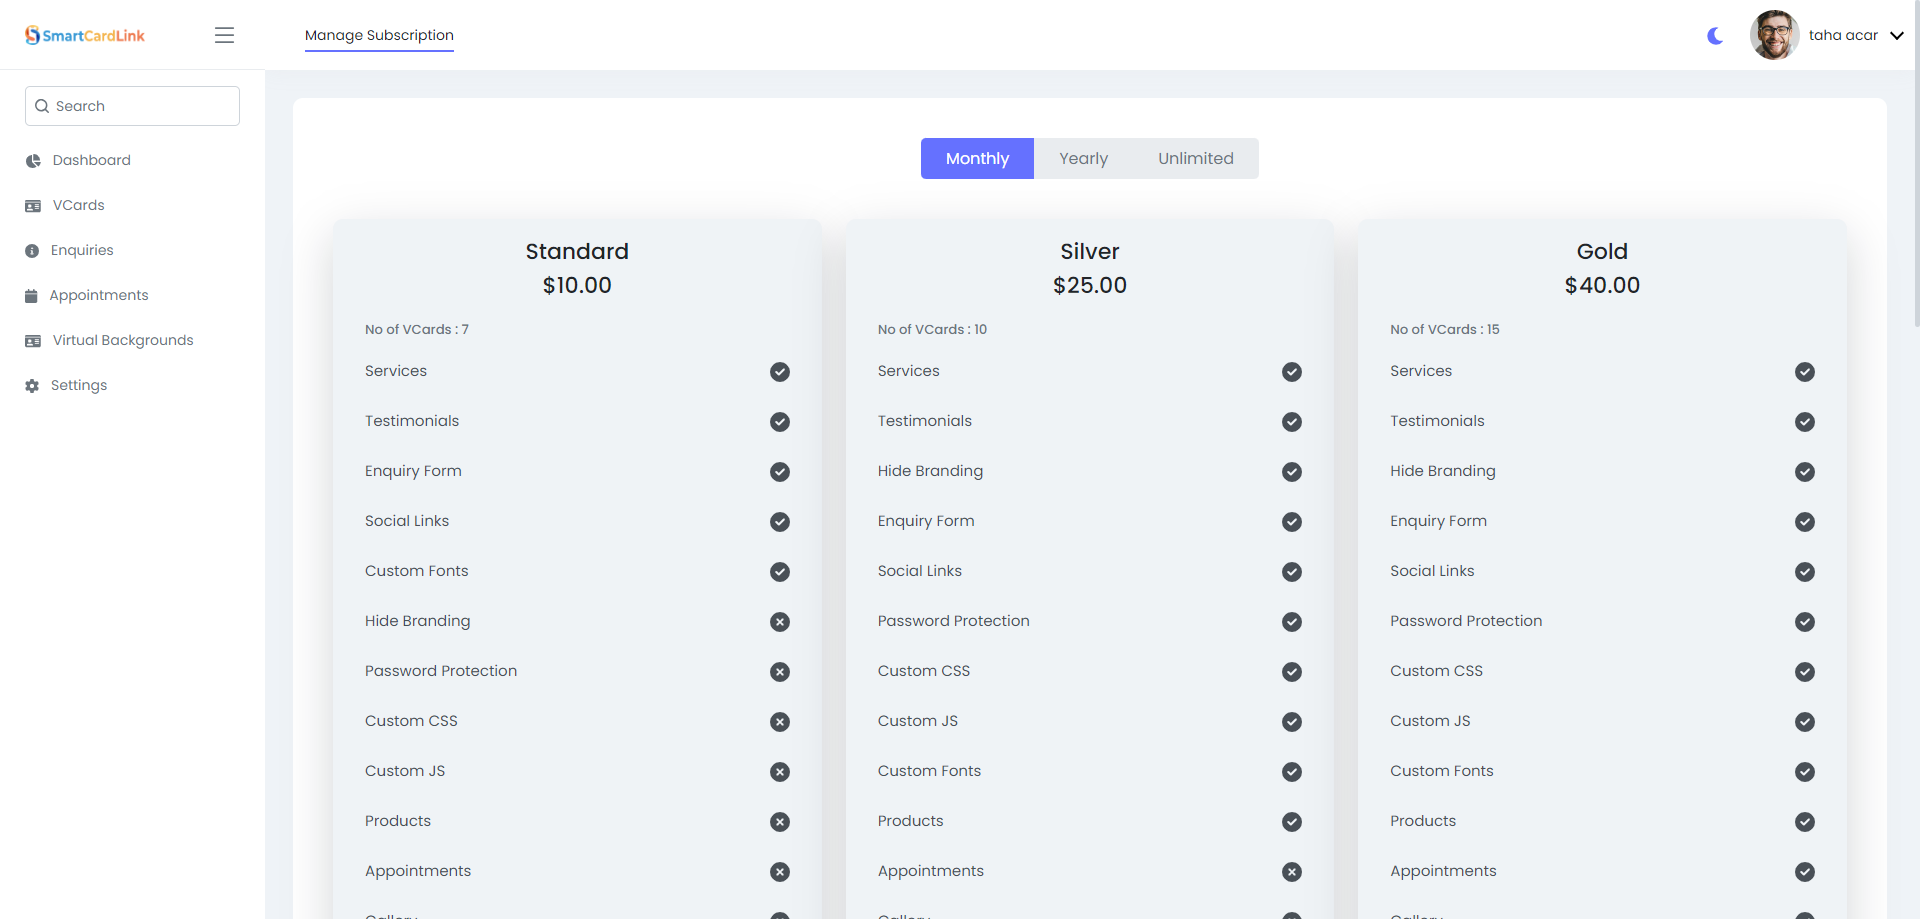 SmartCardLink
Manage Subscription
taha acar
Search
Dashboard
VCards
Enquiries
Appointments
Virtual Backgrounds
Settings
Monthly
Yearly
Unlimited
Standard
$10.00
No of VCards : 7
Services
Testimonials
Enquiry Form
Social Links
Custom Fonts
Hide Branding
Password Protection
Custom CSS
Custom JS
Products
Appointments
Gallery
Silver
$25.00
No of VCards : 10
Services
Testimonials
Hide Branding
Enquiry Form
Social Links
Password Protection
Custom CSS
Custom JS
Custom Fonts
Products
Appointments
Gallery
Gold
$40.00
No of VCards : 15
Services
Testimonials
Hide Branding
Enquiry Form
Social Links
Password Protection
Custom CSS
Custom JS
Custom Fonts
Products
Appointments
Gallery